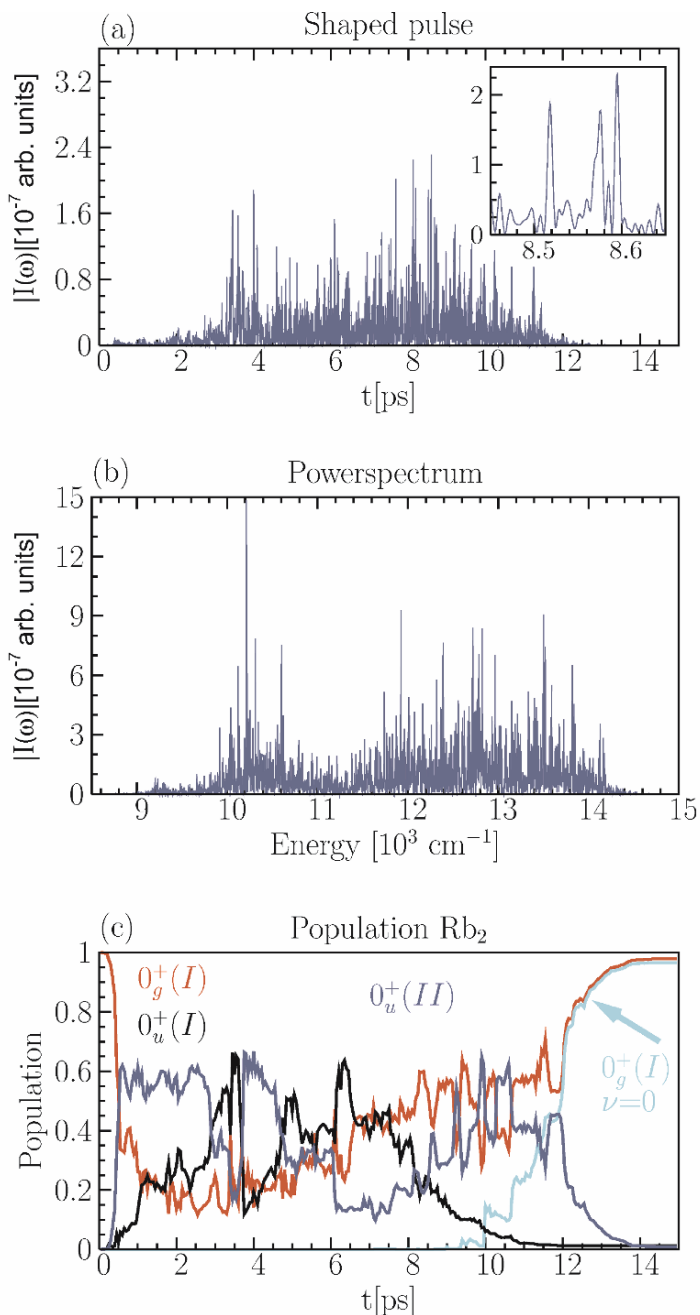 (a) Shaped pulse
|I(ω)|[10⁻⁷ arb. units]
3.2
2.4
1.6
0.8
0
2
1
0
8.5 8.6
0 2 4 6 8 10 12 14
t[ps]
(b) Powerspectrum
|I(ω)|[10⁻⁷ arb. units]
15
12
9
6
3
0
9 10 11 12 13 14 15
Energy [10³ cm⁻¹]
(c) Population Rb₂
Population
1
0.8
0.6
0.4
0.2
0
0⁺g(I)
0⁺u(I)
0⁺u(II)
0⁺g(I)
ν=0
0 2 4 6 8 10 12 14
t[ps]